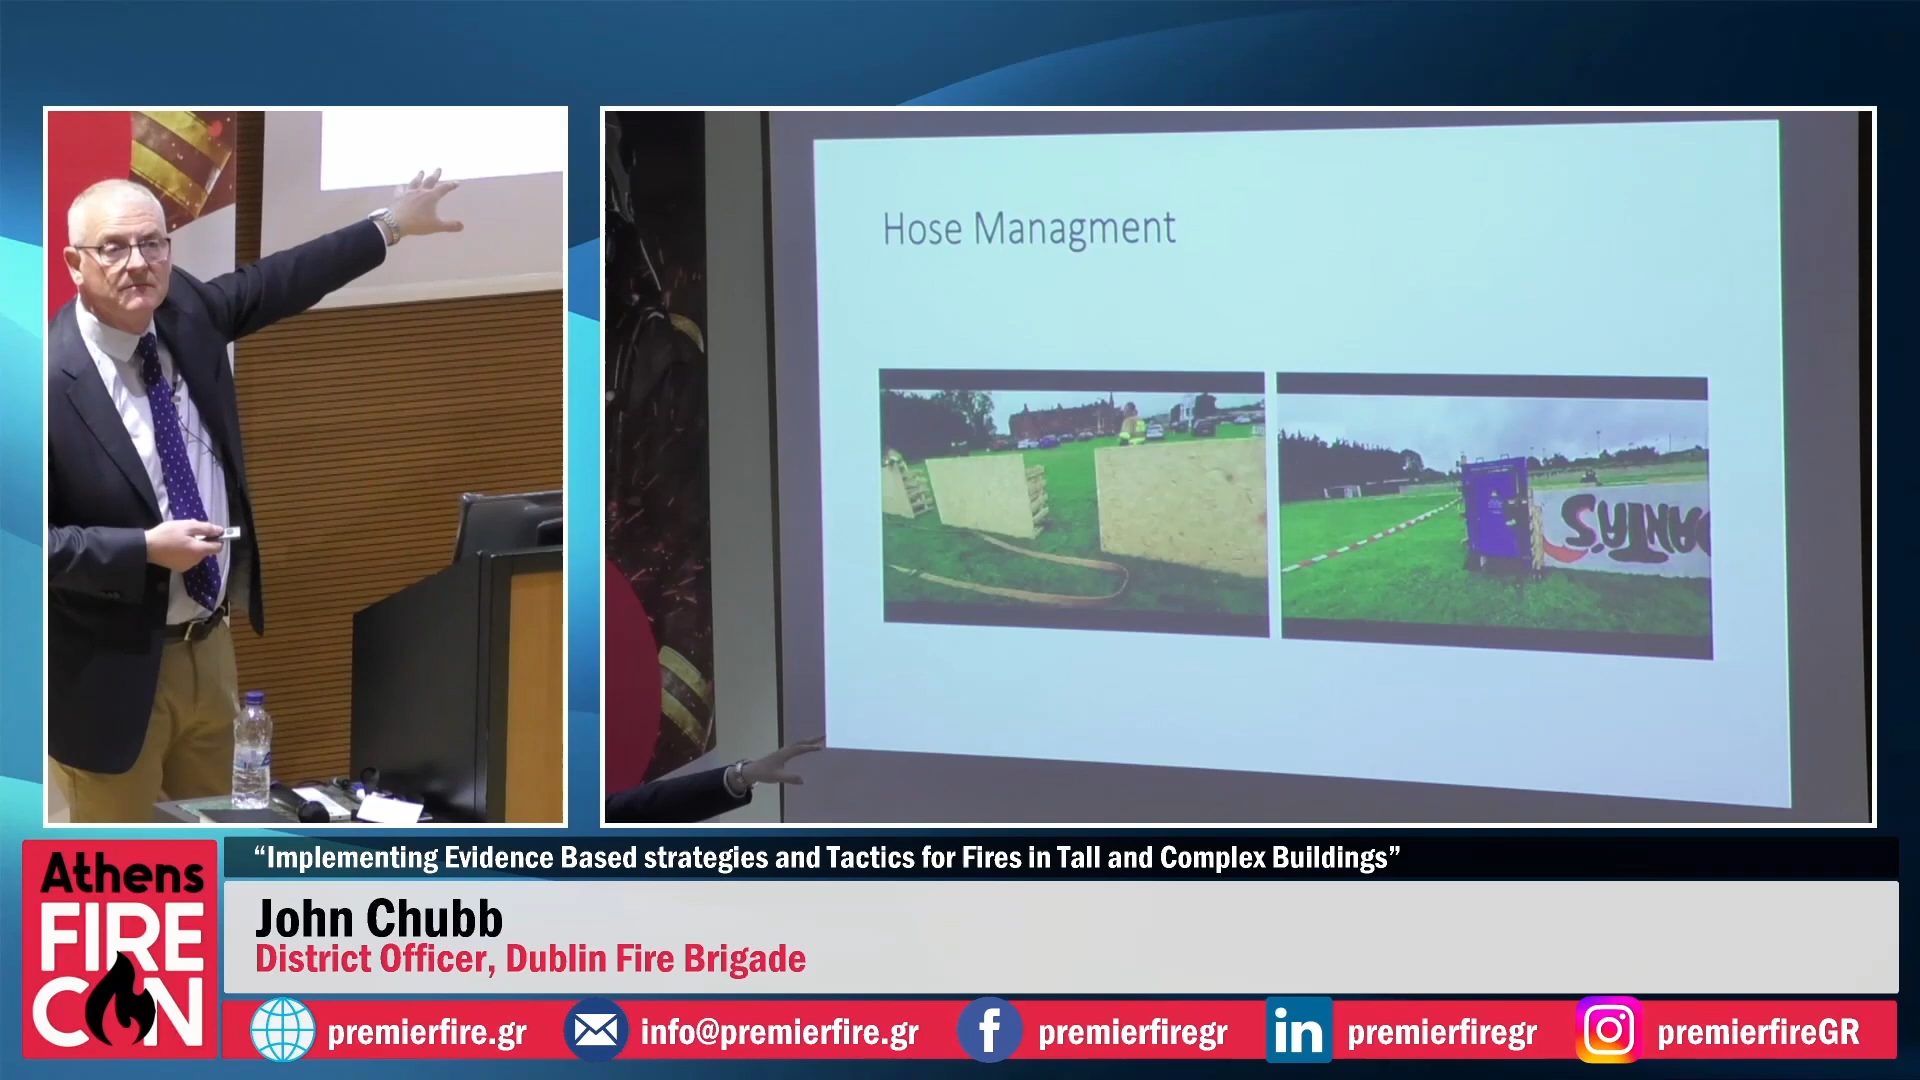 Hose Managment
“Implementing Evidence Based strategies and Tactics for Fires in Tall and Complex Buildings”
John Chubb
District Officer, Dublin Fire Brigade
Athens
FIRE
CON
premierfire.gr
info@premierfire.gr
premierfiregr
premierfiregr
premierfireGR